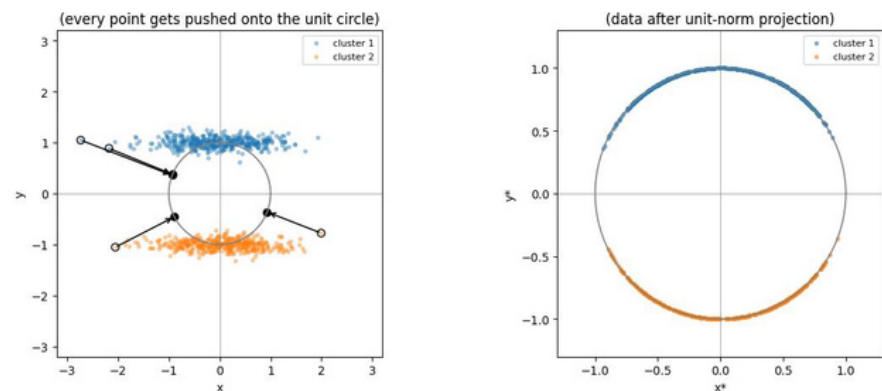 (every point gets pushed onto the unit circle)
cluster 1
cluster 2
3
2
1
0
−1
−2
−3
y
−3 −2 −1 0 1 2 3
x
(data after unit-norm projection)
cluster 1
cluster 2
1.0
0.5
0.0
−0.5
−1.0
y*
−1.0 −0.5 0.0 0.5 1.0
x*